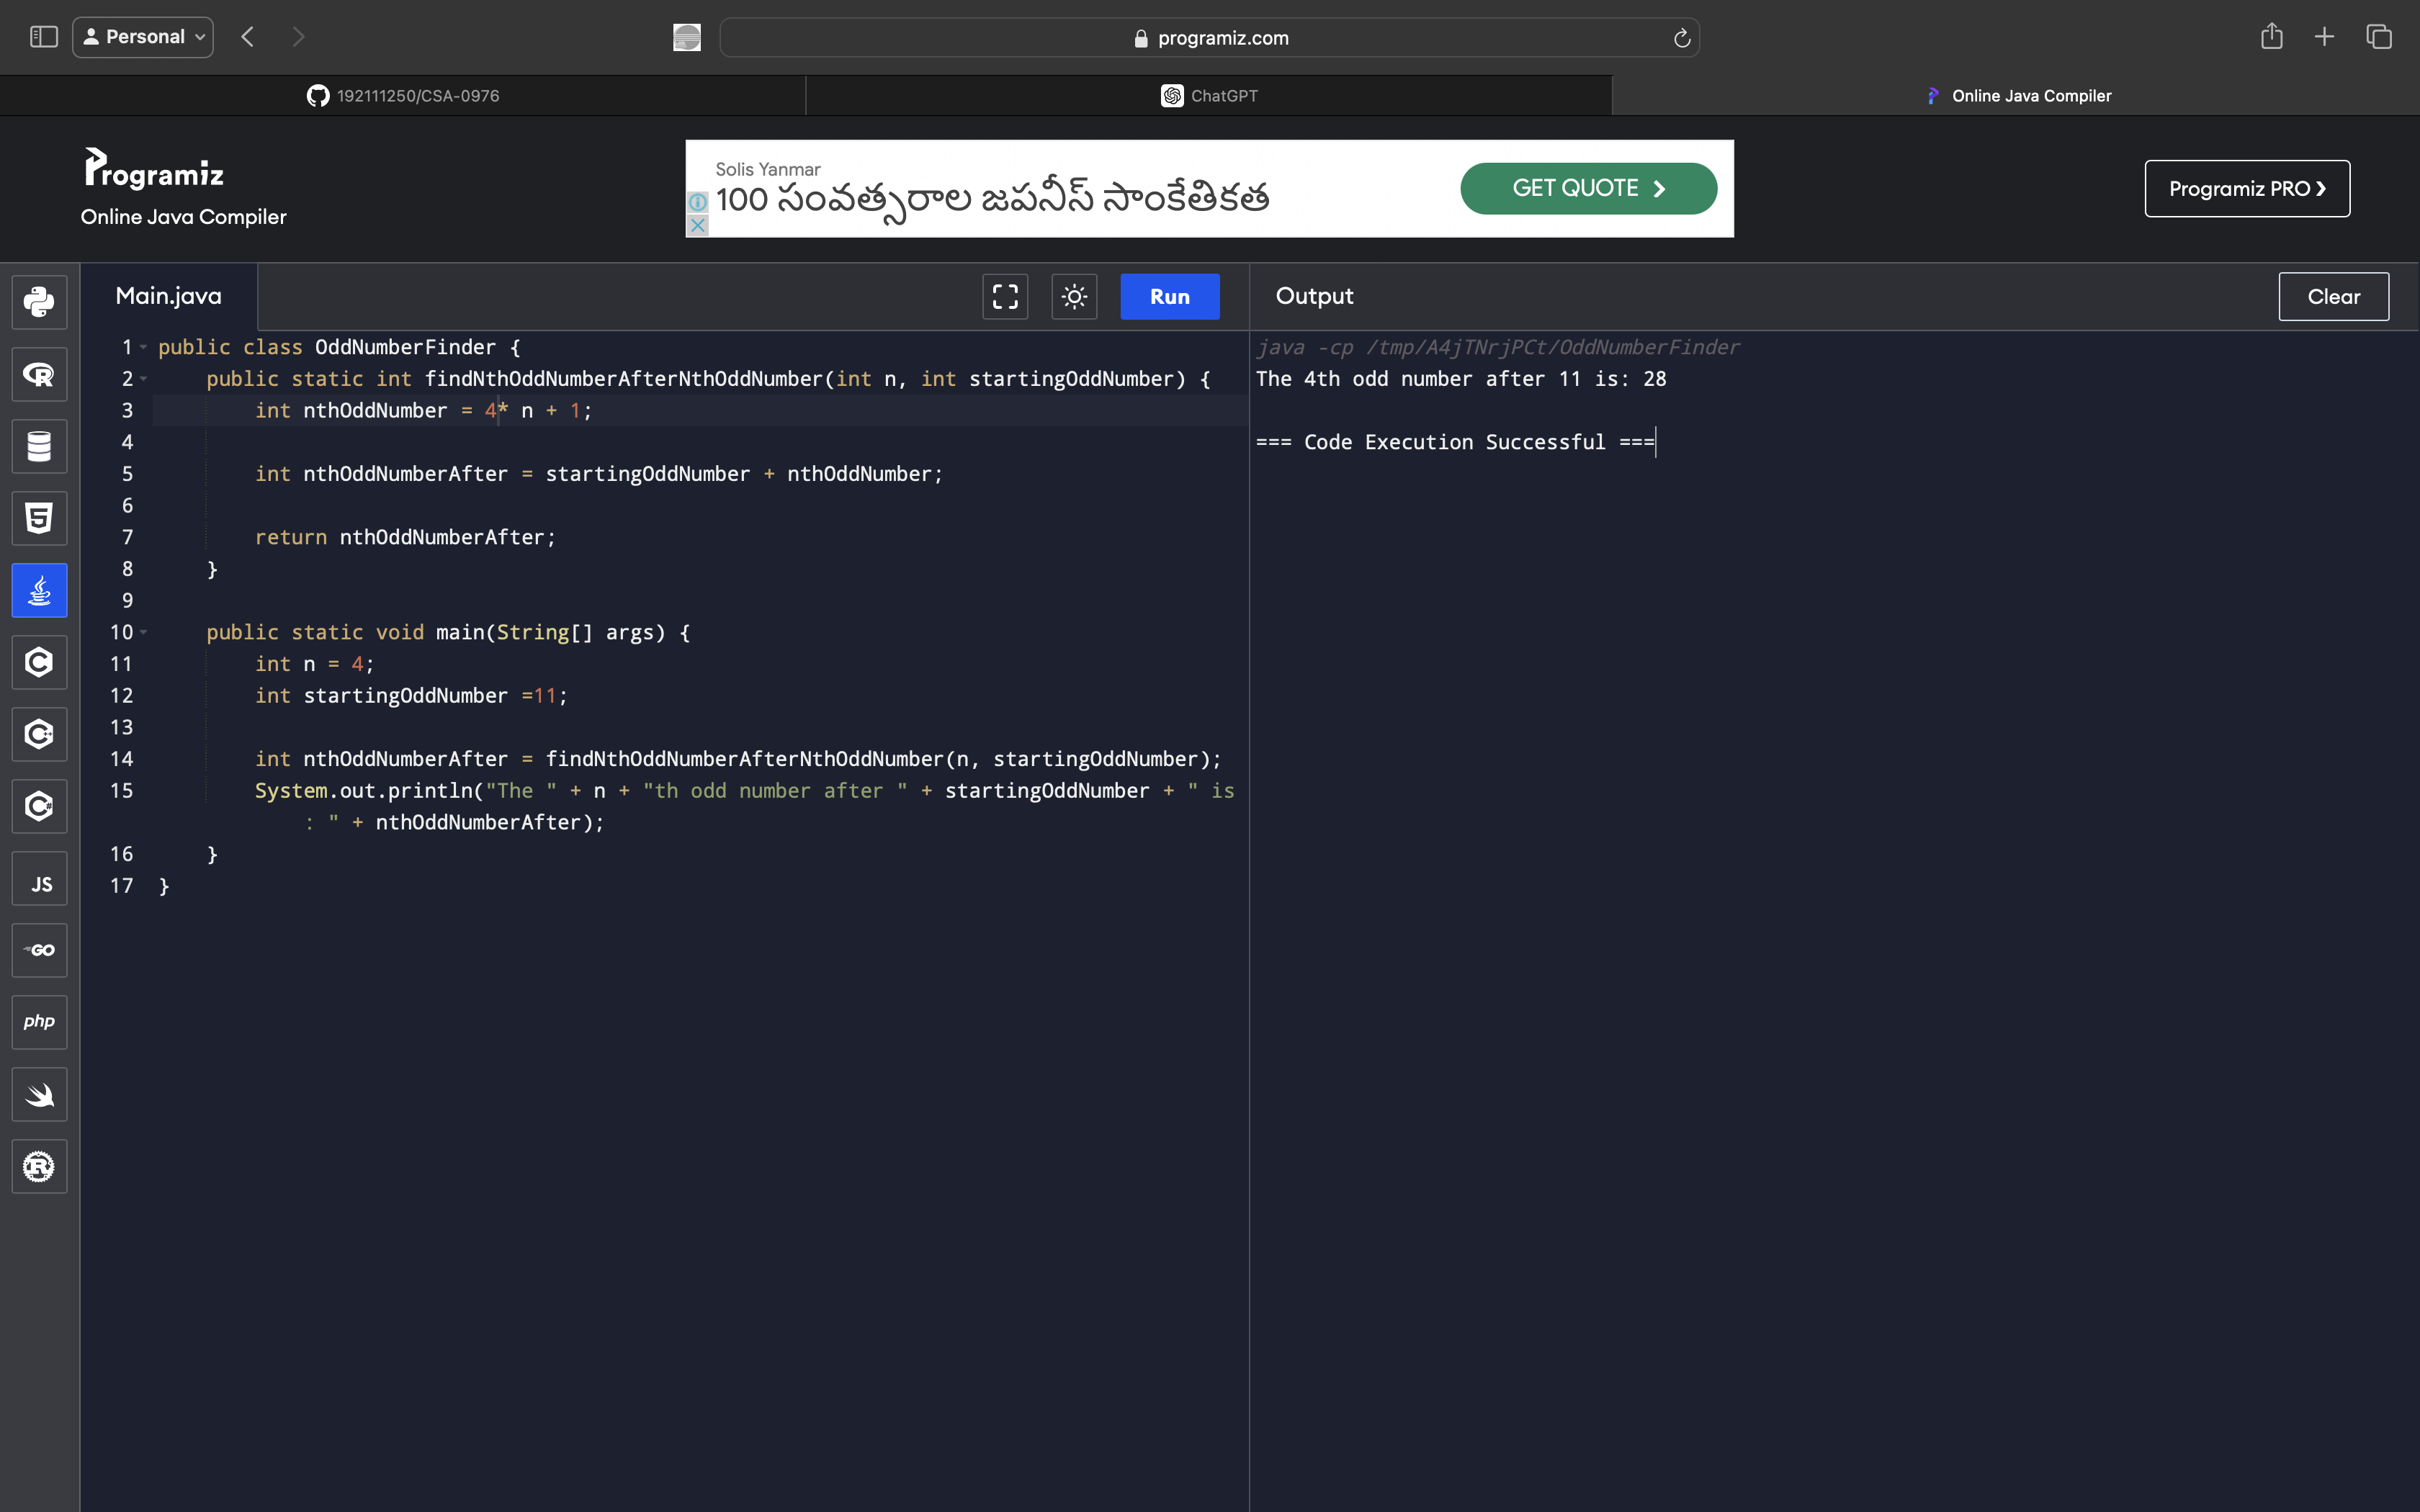 Personal
programiz.com
192111250/CSA-0976
ChatGPT
Online Java Compiler
Programiz
Online Java Compiler
Solis Yanmar
100 సంవత్సరాల జపనీస్ సాంకేతికత
GET QUOTE
Programiz PRO ❯
Main.java
Run
Output
Clear
1 public class OddNumberFinder {
2 public static int findNthOddNumberAfterNthOddNumber(int n, int startingOddNumber) {
3 int nthOddNumber = 4* n + 1;
4
5 int nthOddNumberAfter = startingOddNumber + nthOddNumber;
6
7 return nthOddNumberAfter;
8 }
9
10 public static void main(String[] args) {
11 int n = 4;
12 int startingOddNumber =11;
13
14 int nthOddNumberAfter = findNthOddNumberAfterNthOddNumber(n, startingOddNumber);
15 System.out.println("The " + n + "th odd number after " + startingOddNumber + " is
: " + nthOddNumberAfter);
16 }
17 }
java -cp /tmp/A4jTNrjPCt/OddNumberFinder
The 4th odd number after 11 is: 28
=== Code Execution Successful ===
R
5
C
C++
C#
JS
GO
php
R